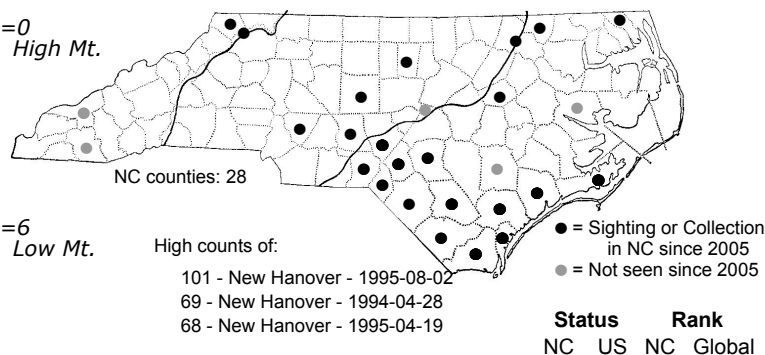 =0
High Mt.
NC counties: 28
=6
Low Mt.
High counts of:
101 - New Hanover - 1995-08-02
69 - New Hanover - 1994-04-28
68 - New Hanover - 1995-04-19
● = Sighting or Collection
in NC since 2005
● = Not seen since 2005
Status Rank
NC US NC Global